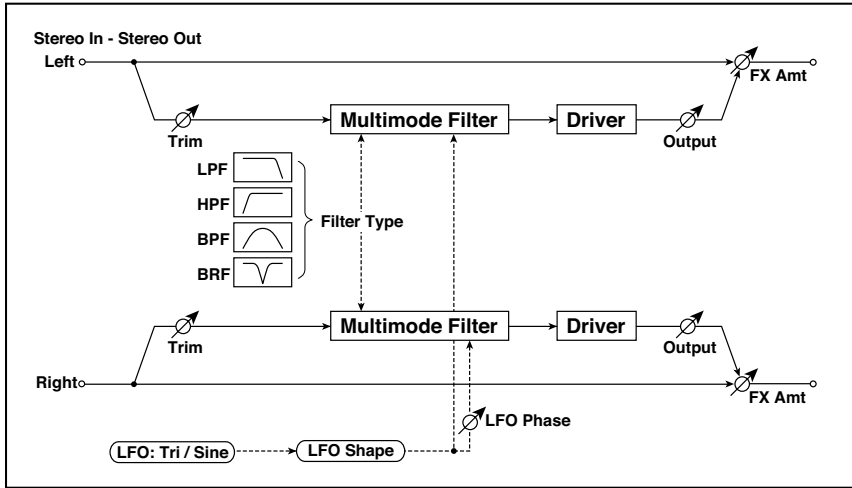 Stereo In - Stereo Out
Left
FX Amt
Trim
Multimode Filter
Driver
Output
LPF
HPF
BPF
BRF
Filter Type
Trim
Multimode Filter
Driver
Output
Right
FX Amt
LFO Phase
LFO: Tri / Sine
LFO Shape